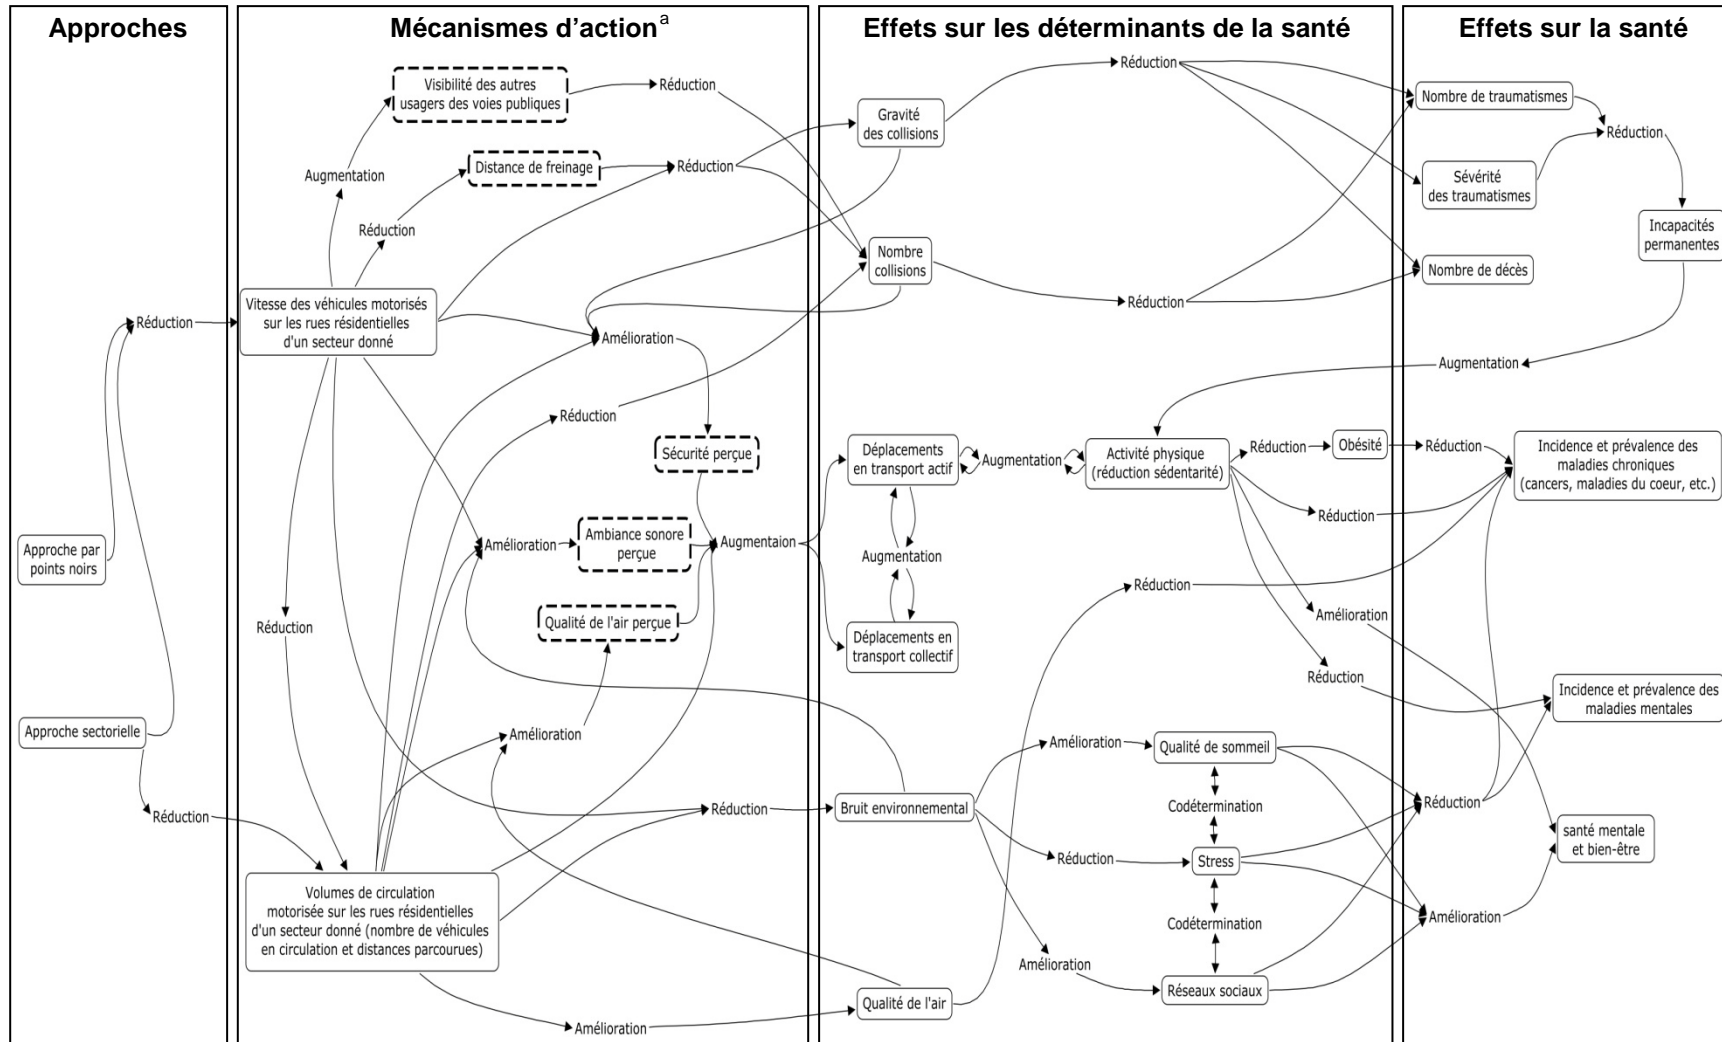 Approches
Réduction
Approche par
points noirs
Approche sectorielle
Réduction
Mécanismes d'action a
Visibilité des autres
usagers des voies publiques
Réduction
Augmentation
Distance de freinage
Réduction
Réduction
Vitesse des véhicules motorisés
sur les rues résidentielles
d'un secteur donné
Amélioration
Réduction
Sécurité perçue
Amélioration
Ambiance sonore
perçue
Augmentaion
Qualité de l'air perçue
Réduction
Amélioration
Réduction
Volumes de circulation
motorisée sur les rues résidentielles
d'un secteur donné (nombre de véhicules
en circulation et distances parcourues)
Amélioration
Effets sur les déterminants de la santé
Réduction
Gravité
des collisions
Nombre
collisions
Réduction
Déplacements
en transport actif
Augmentation
Activité physique
(réduction sédentarité)
Réduction
Obésité
Réduction
Augmentation
Réduction
Déplacements en
transport collectif
Amélioration
Réduction
Amélioration
Qualité de sommeil
Bruit environnemental
Codétermination
Réduction
Stress
Codétermination
Amélioration
Réseaux sociaux
Qualité de l'air
Effets sur la santé
Nombre de traumatismes
Réduction
Sévérité
des traumatismes
Incapacités
permanentes
Nombre de décès
Augmentation
Réduction
Incidence et prévalence des
maladies chroniques
(cancers, maladies du coeur, etc.)
Incidence et prévalence des
maladies mentales
Réduction
santé mentale
et bien-être
Amélioration